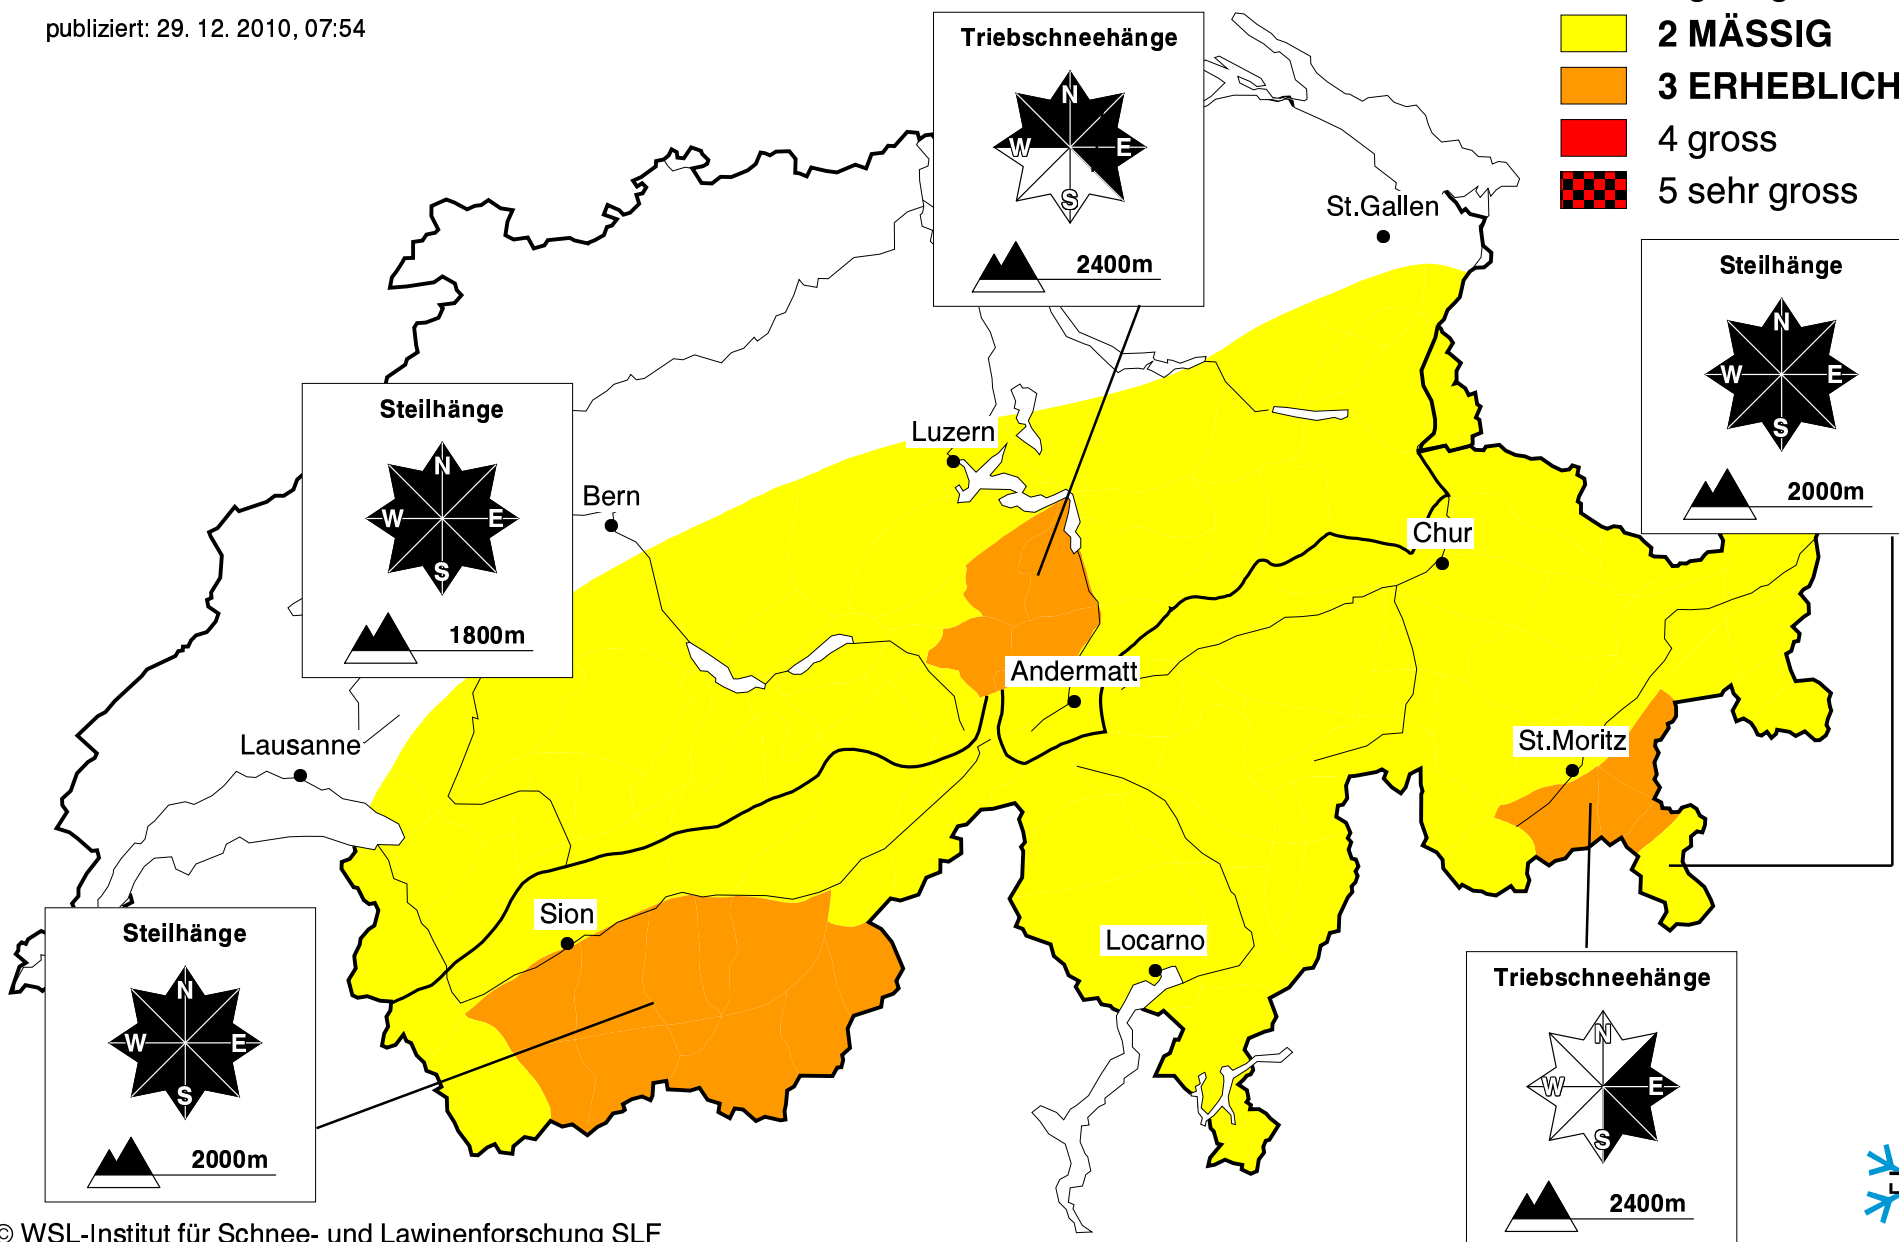 publiziert: 29. 12. 2010, 07:54
2 MÄSSIG
3 ERHEBLICH
4 gross
5 sehr gross
Triebschneehänge
N
W E
S
2400m
St.Gallen
Steilhänge
N
W E
S
2000m
Steilhänge
N
W E
S
1800m
Luzern
Bern
Chur
Andermatt
Lausanne
St.Moritz
Sion
Locarno
Steilhänge
N
W E
S
2000m
Triebschneehänge
N
W E
S
2400m
© WSL-Institut für Schnee- und Lawinenforschung SLF